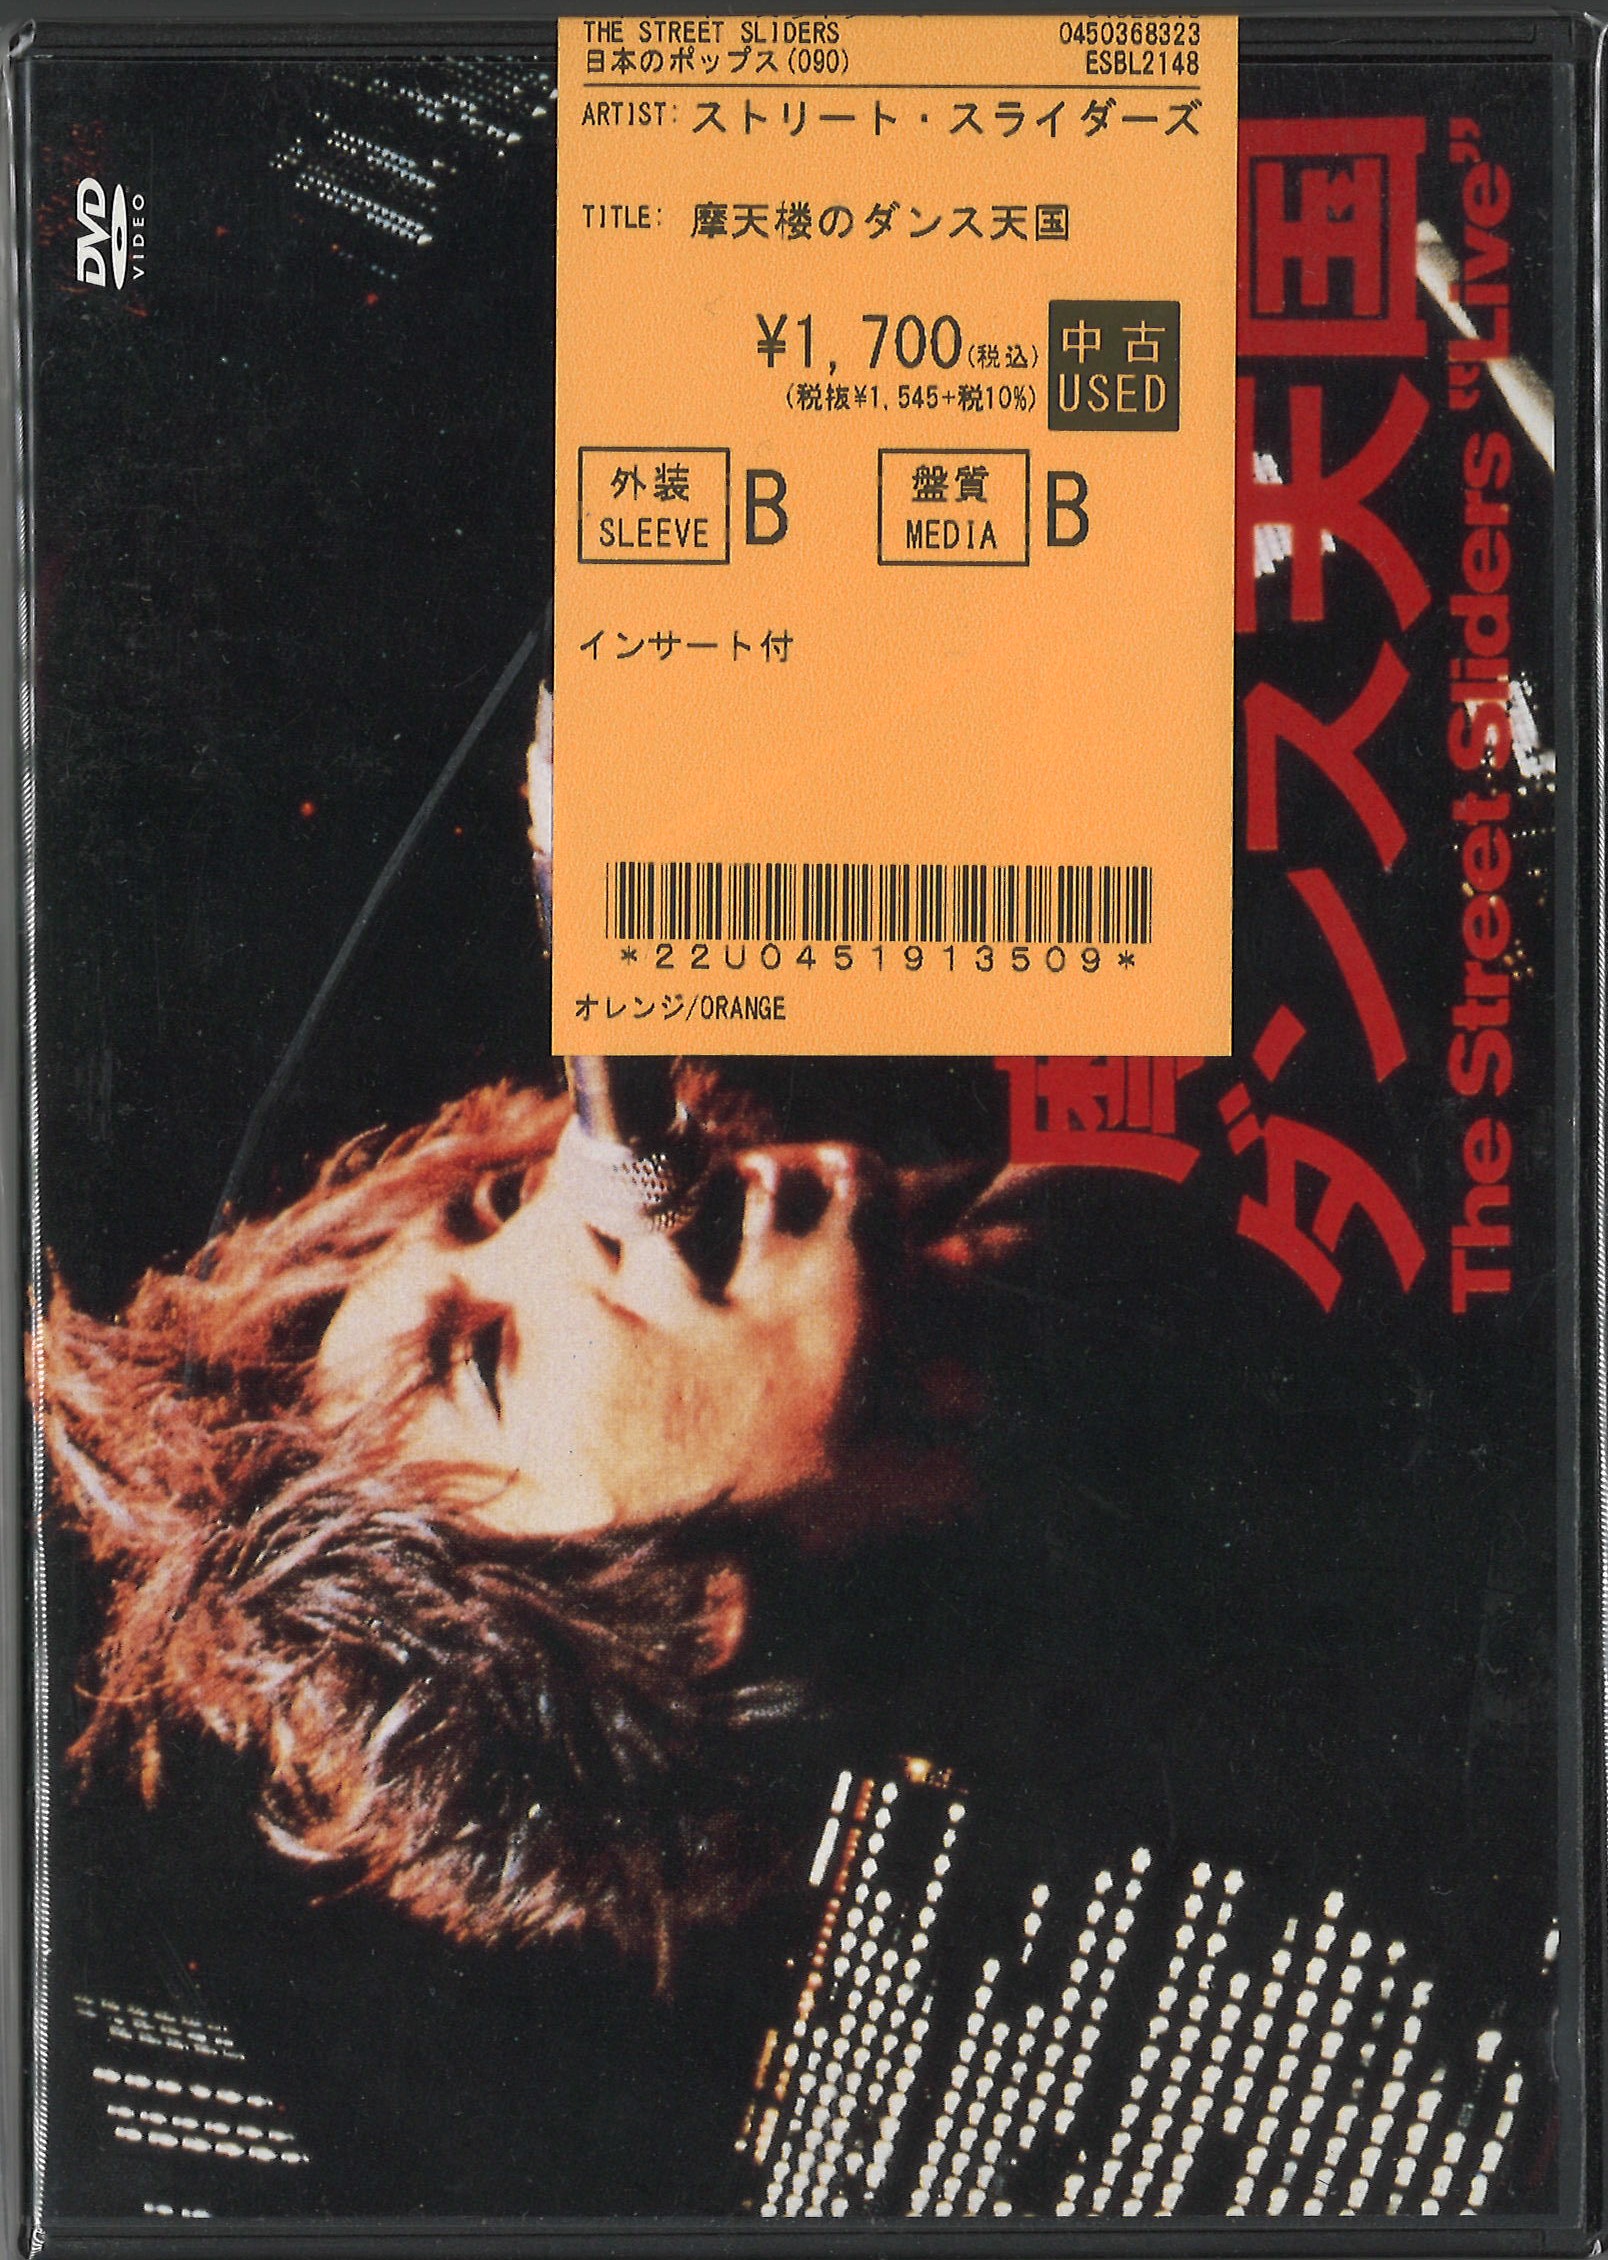 THE STREET SLIDERS 0450368323
日本のポップス(090) ESBL2148
ARTIST: ストリート・スライダーズ
TITLE: 摩天楼のダンス天国
¥1,700(税込)
(税抜¥1,545+税10%)
中古
USED
外装
SLEEVE
B
盤質
MEDIA
B
インサート付
*22U0451913509*
オレンジ/ORANGE
DVD
VIDEO
摩
ダンス天国
The Street Sliders "Live"